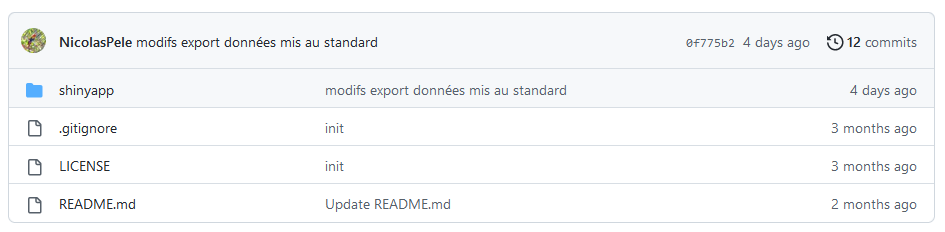 NicolasPele modifs export données mis au standard 0f775b2 4 days ago 12 commits
shinyapp modifs export données mis au standard 4 days ago
.gitignore init 3 months ago
LICENSE init 3 months ago
README.md Update README.md 2 months ago